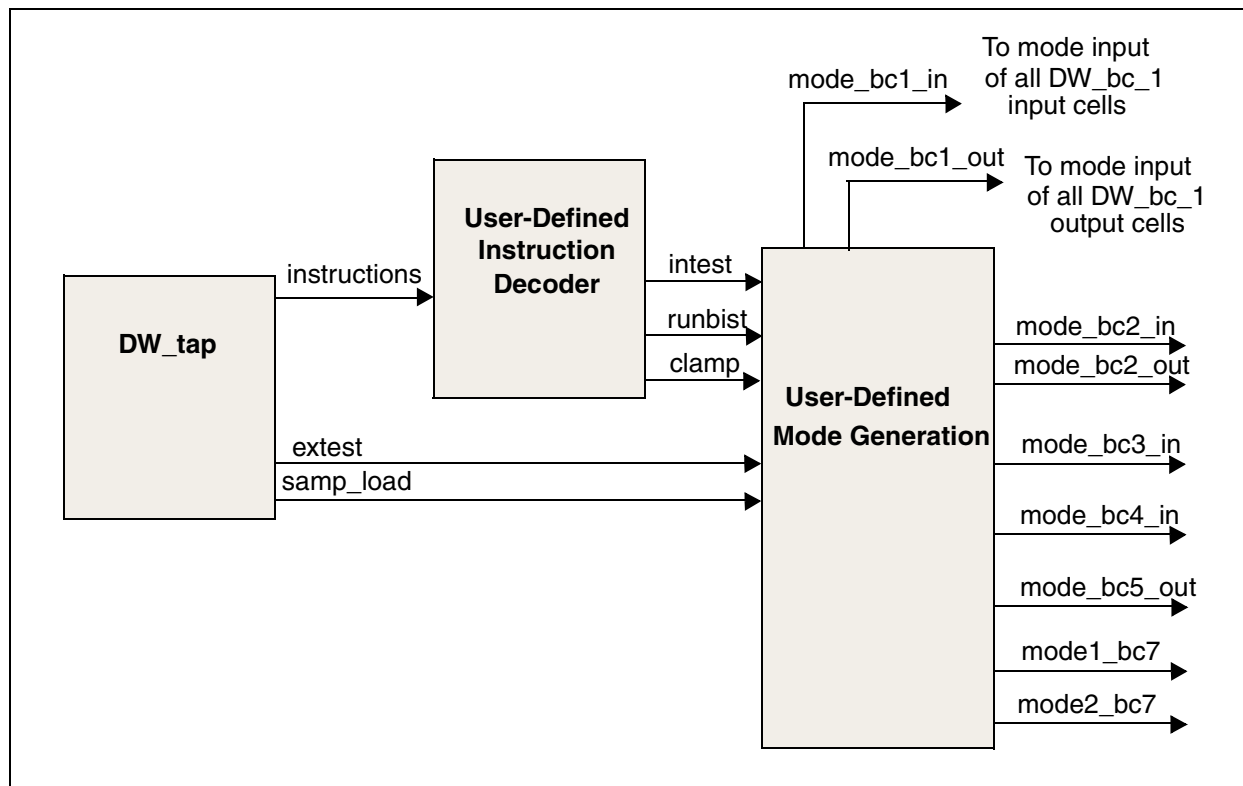 To mode input
of all DW_bc_1
input cells
mode_bc1_in
mode_bc1_out
To mode input
of all DW_bc_1
output cells
User-Defined
Instruction
Decoder
instructions
intest
runbist
clamp
DW_tap
extest
samp_load
User-Defined
Mode Generation
mode_bc2_in
mode_bc2_out
mode_bc3_in
mode_bc4_in
mode_bc5_out
mode1_bc7
mode2_bc7